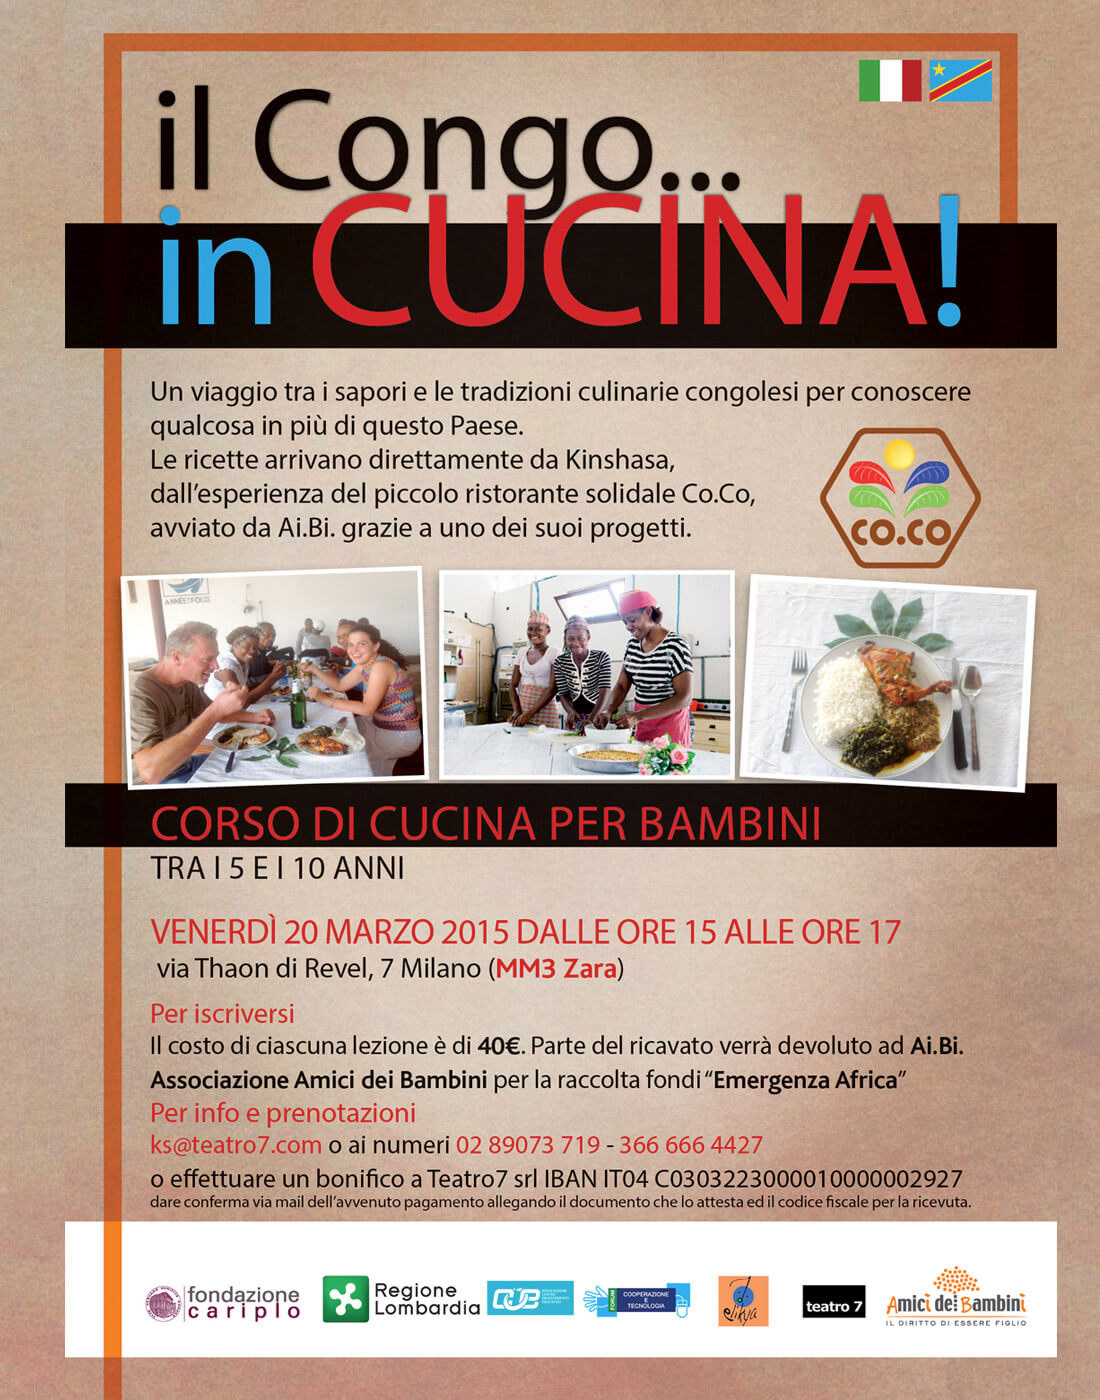 il Congo...
in CUCINA!
Un viaggio tra i sapori e le tradizioni culinarie congolesi per conoscere
qualcosa in più di questo Paese.
Le ricette arrivano direttamente da Kinshasa,
dall'esperienza del piccolo ristorante solidale Co.Co,
avviato da Ai.Bi. grazie a uno dei suoi progetti.
co.co
CORSO DI CUCINA PER BAMBINI
TRA I 5 E I 10 ANNI
VENERDÌ 20 MARZO 2015 DALLE ORE 15 ALLE ORE 17
via Thaon di Revel, 7 Milano (MM3 Zara)
Per iscriversi
Il costo di ciascuna lezione è di 40€. Parte del ricavato verrà devoluto ad Ai.Bi.
Associazione Amici dei Bambini per la raccolta fondi “Emergenza Africa”
Per info e prenotazioni
ks@teatro7.com o ai numeri 02 89073 719 - 366 666 4427
o effettuare un bonifico a Teatro7 srl IBAN IT04 C0303223000010000002927
dare conferma via mail dell'avvenuto pagamento allegando il documento che lo attesta ed il codice fiscale per la ricevuta.
fondazione
cariplo
Regione
Lombardia
FORUM
COOPERAZIONE
E
TECNOLOGIA
elikya
teatro 7
Amici dei Bambini
IL DIRITTO DI ESSERE FIGLIO